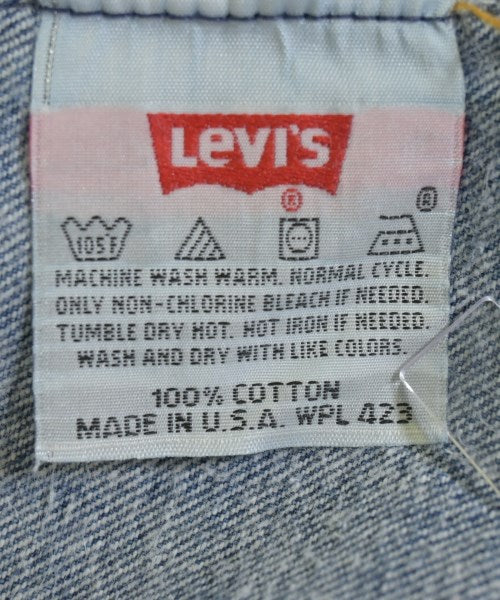 Levi's
®
®
105F
MACHINE WASH WARM. NORMAL CYCLE.
ONLY NON-CHLORINE BLEACH IF NEEDED.
TUMBLE DRY HOT. HOT IRON IF NEEDED.
WASH AND DRY WITH LIKE COLORS.
100% COTTON
MADE IN U.S.A. WPL 423